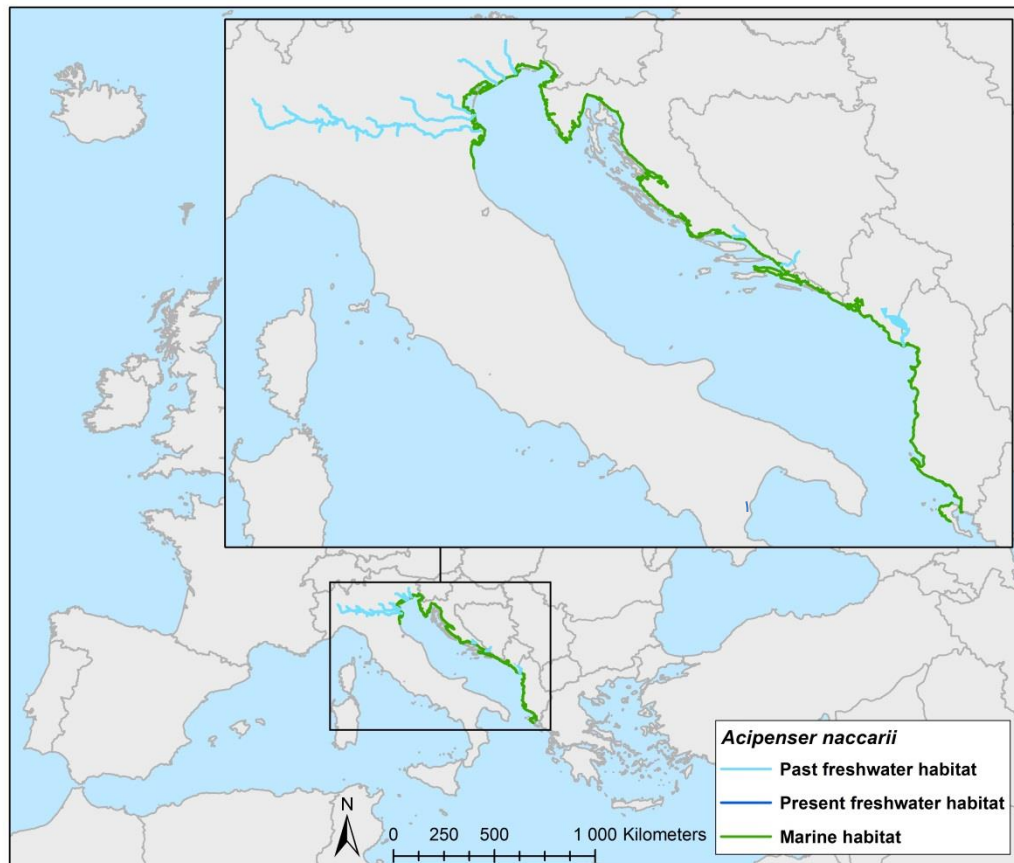 Acipenser naccarii
Past freshwater habitat
Present freshwater habitat
Marine habitat
N
0 250 500 1 000 Kilometers